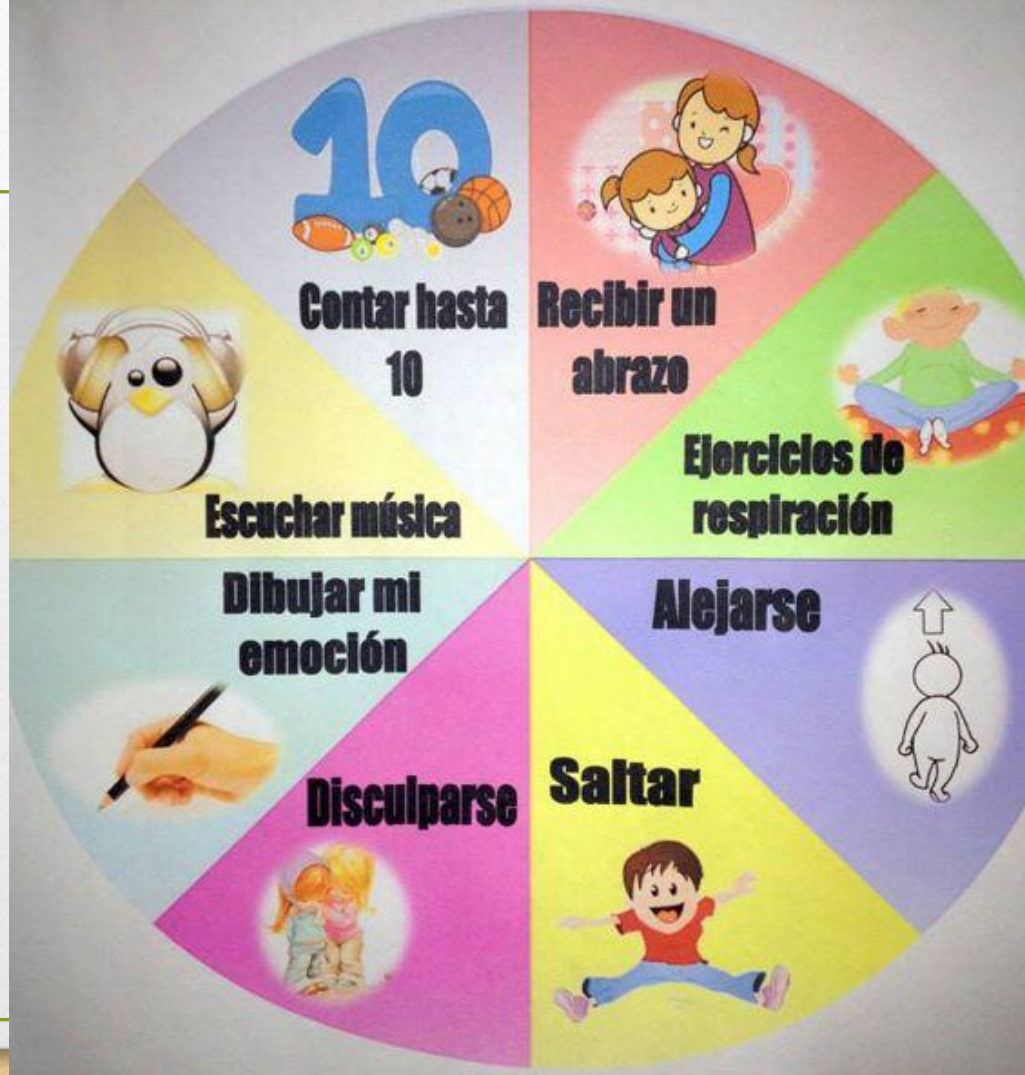 10
Contar hasta
10
Recibir un
abrazo
Ejercicios de
respiración
Alejarse
Saltar
Disculparse
Dibujar mi
emoción
Escuchar música